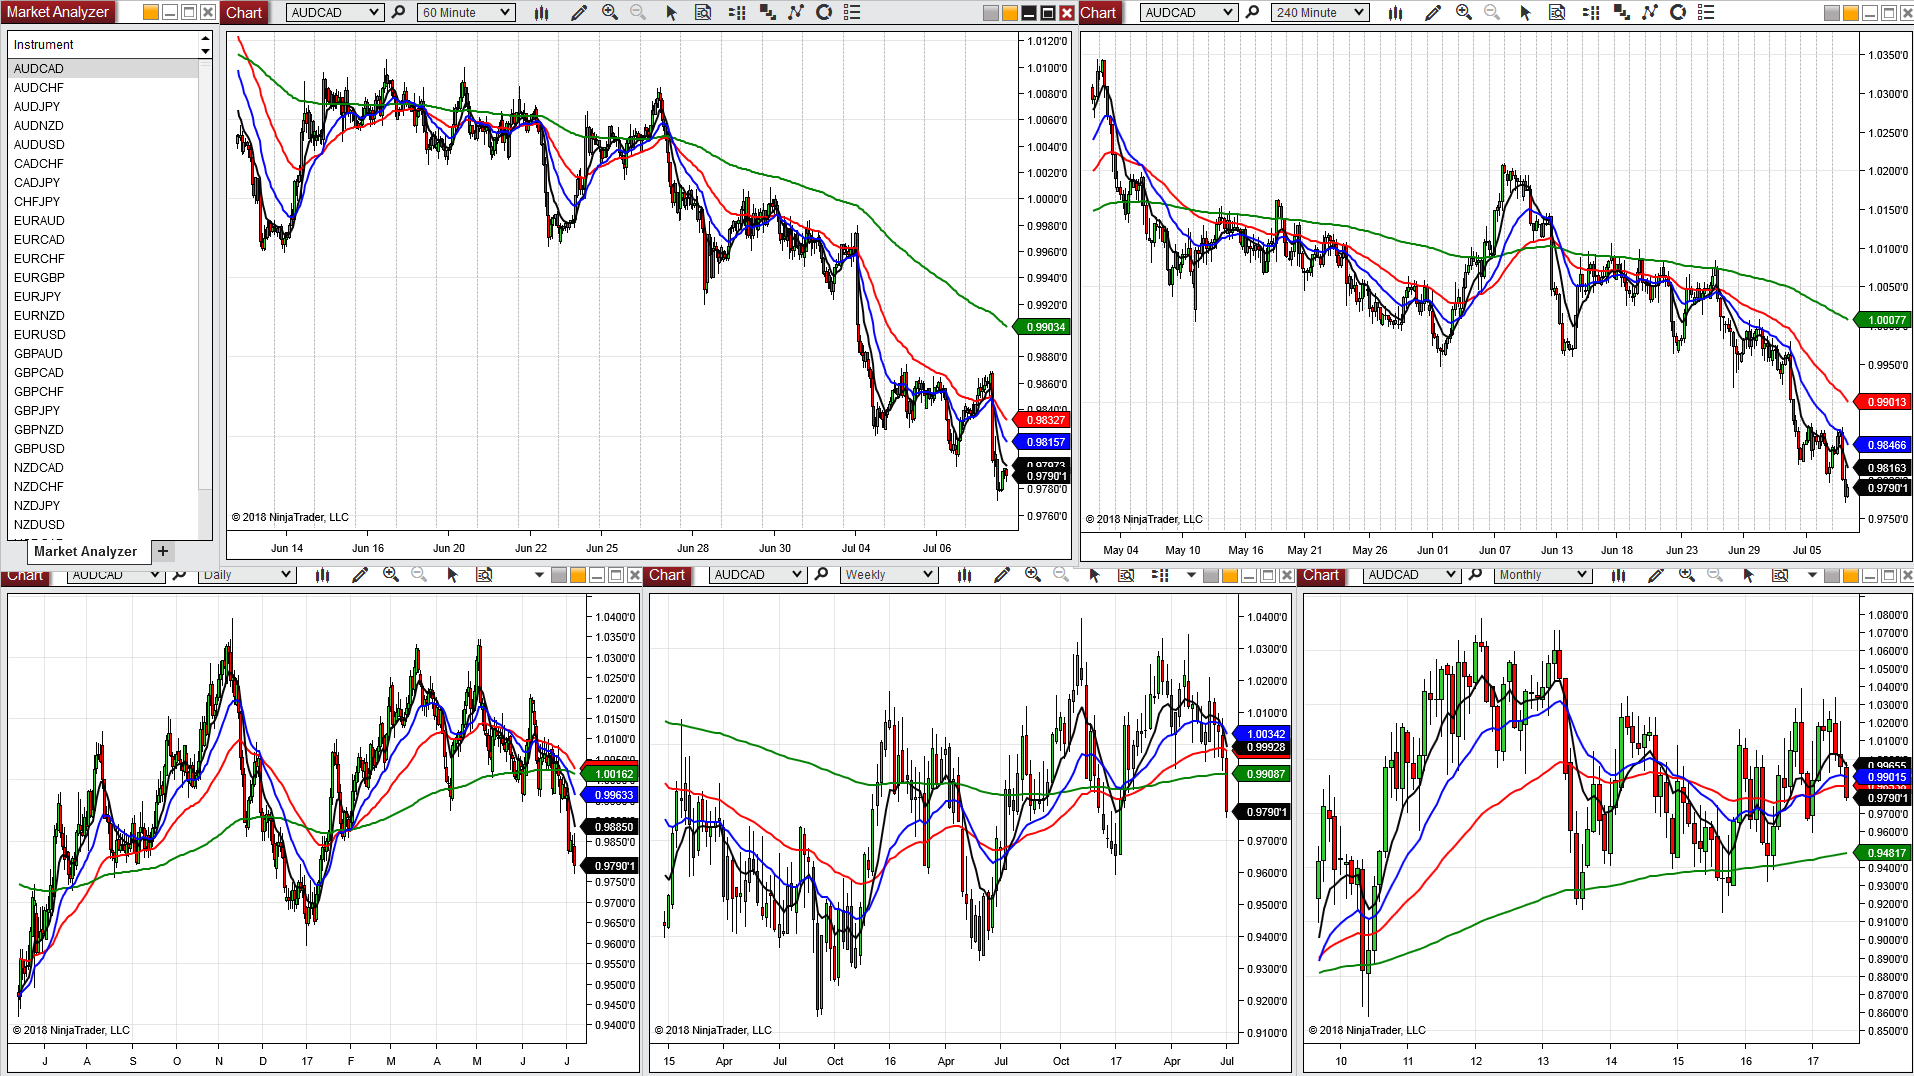 Market Analyzer
Instrument
AUDCAD
AUDCHF
AUDJPY
AUDNZD
AUDUSD
CADCHF
CADJPY
CHFJPY
EURAUD
EURCAD
EURCHF
EURGBP
EURJPY
EURNZD
EURUSD
GBPAUD
GBPCAD
GBPCHF
GBPJPY
GBPNZD
GBPUSD
NZDCAD
NZDCHF
NZDJPY
NZDUSD
Market Analyzer +
Chart AUDCAD 60 Minute
1.0120'0
1.0100'0
1.0080'0
1.0060'0
1.0040'0
1.0020'0
1.0000'0
0.9980'0
0.9960'0
0.9940'0
0.9920'0
0.99034
0.9880'0
0.9860'0
0.9840'0
0.98327
0.98157
0.97973
0.9790'1
0.9780'0
0.9760'0
© 2018 NinjaTrader, LLC
Jun 14 Jun 16 Jun 20 Jun 22 Jun 25 Jun 28 Jun 30 Jul 04 Jul 06
Chart AUDCAD 240 Minute
1.0350'0
1.0300'0
1.0250'0
1.0200'0
1.0150'0
1.0100'0
1.0050'0
1.00077
0.9950'0
0.99013
0.98466
0.98163
0.9790'1
0.9750'0
© 2018 NinjaTrader, LLC
May 04 May 10 May 16 May 21 May 26 Jun 01 Jun 07 Jun 13 Jun 18 Jun 23 Jun 29 Jul 05
Chart AUDCAD Daily
1.0400'0
1.0350'0
1.0300'0
1.0250'0
1.0200'0
1.0150'0
1.0100'0
1.00162
0.99633
0.98850
0.9850'0
0.9790'1
0.9750'0
0.9700'0
0.9650'0
0.9600'0
0.9550'0
0.9500'0
0.9450'0
0.9400'0
© 2018 NinjaTrader, LLC
J A S O N D 17 F M A M J J
Chart AUDCAD Weekly
1.0400'0
1.0300'0
1.0200'0
1.0100'0
1.00342
0.99928
0.99087
0.9790'1
0.9700'0
0.9600'0
0.9500'0
0.9400'0
0.9300'0
0.9200'0
0.9100'0
© 2018 NinjaTrader, LLC
15 Apr Jul Oct 16 Apr Jul Oct 17 Apr Jul
Chart AUDCAD Monthly
1.0800'0
1.0700'0
1.0600'0
1.0500'0
1.0400'0
1.0300'0
1.0200'0
1.0100'0
0.99655
0.99015
0.9790'1
0.9700'0
0.9600'0
0.94817
0.9400'0
0.9300'0
0.9200'0
0.9100'0
0.9000'0
0.8900'0
0.8800'0
0.8700'0
0.8600'0
0.8500'0
© 2018 NinjaTrader, LLC
10 11 12 13 14 15 16 17